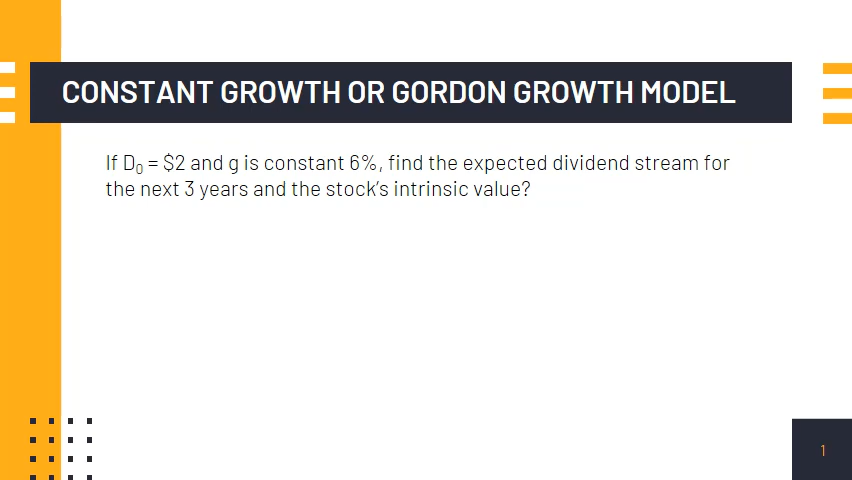 CONSTANT GROWTH OR GORDON GROWTH MODEL
If D₀ = $2 and g is constant 6%, find the expected dividend stream for
the next 3 years and the stock’s intrinsic value?
1